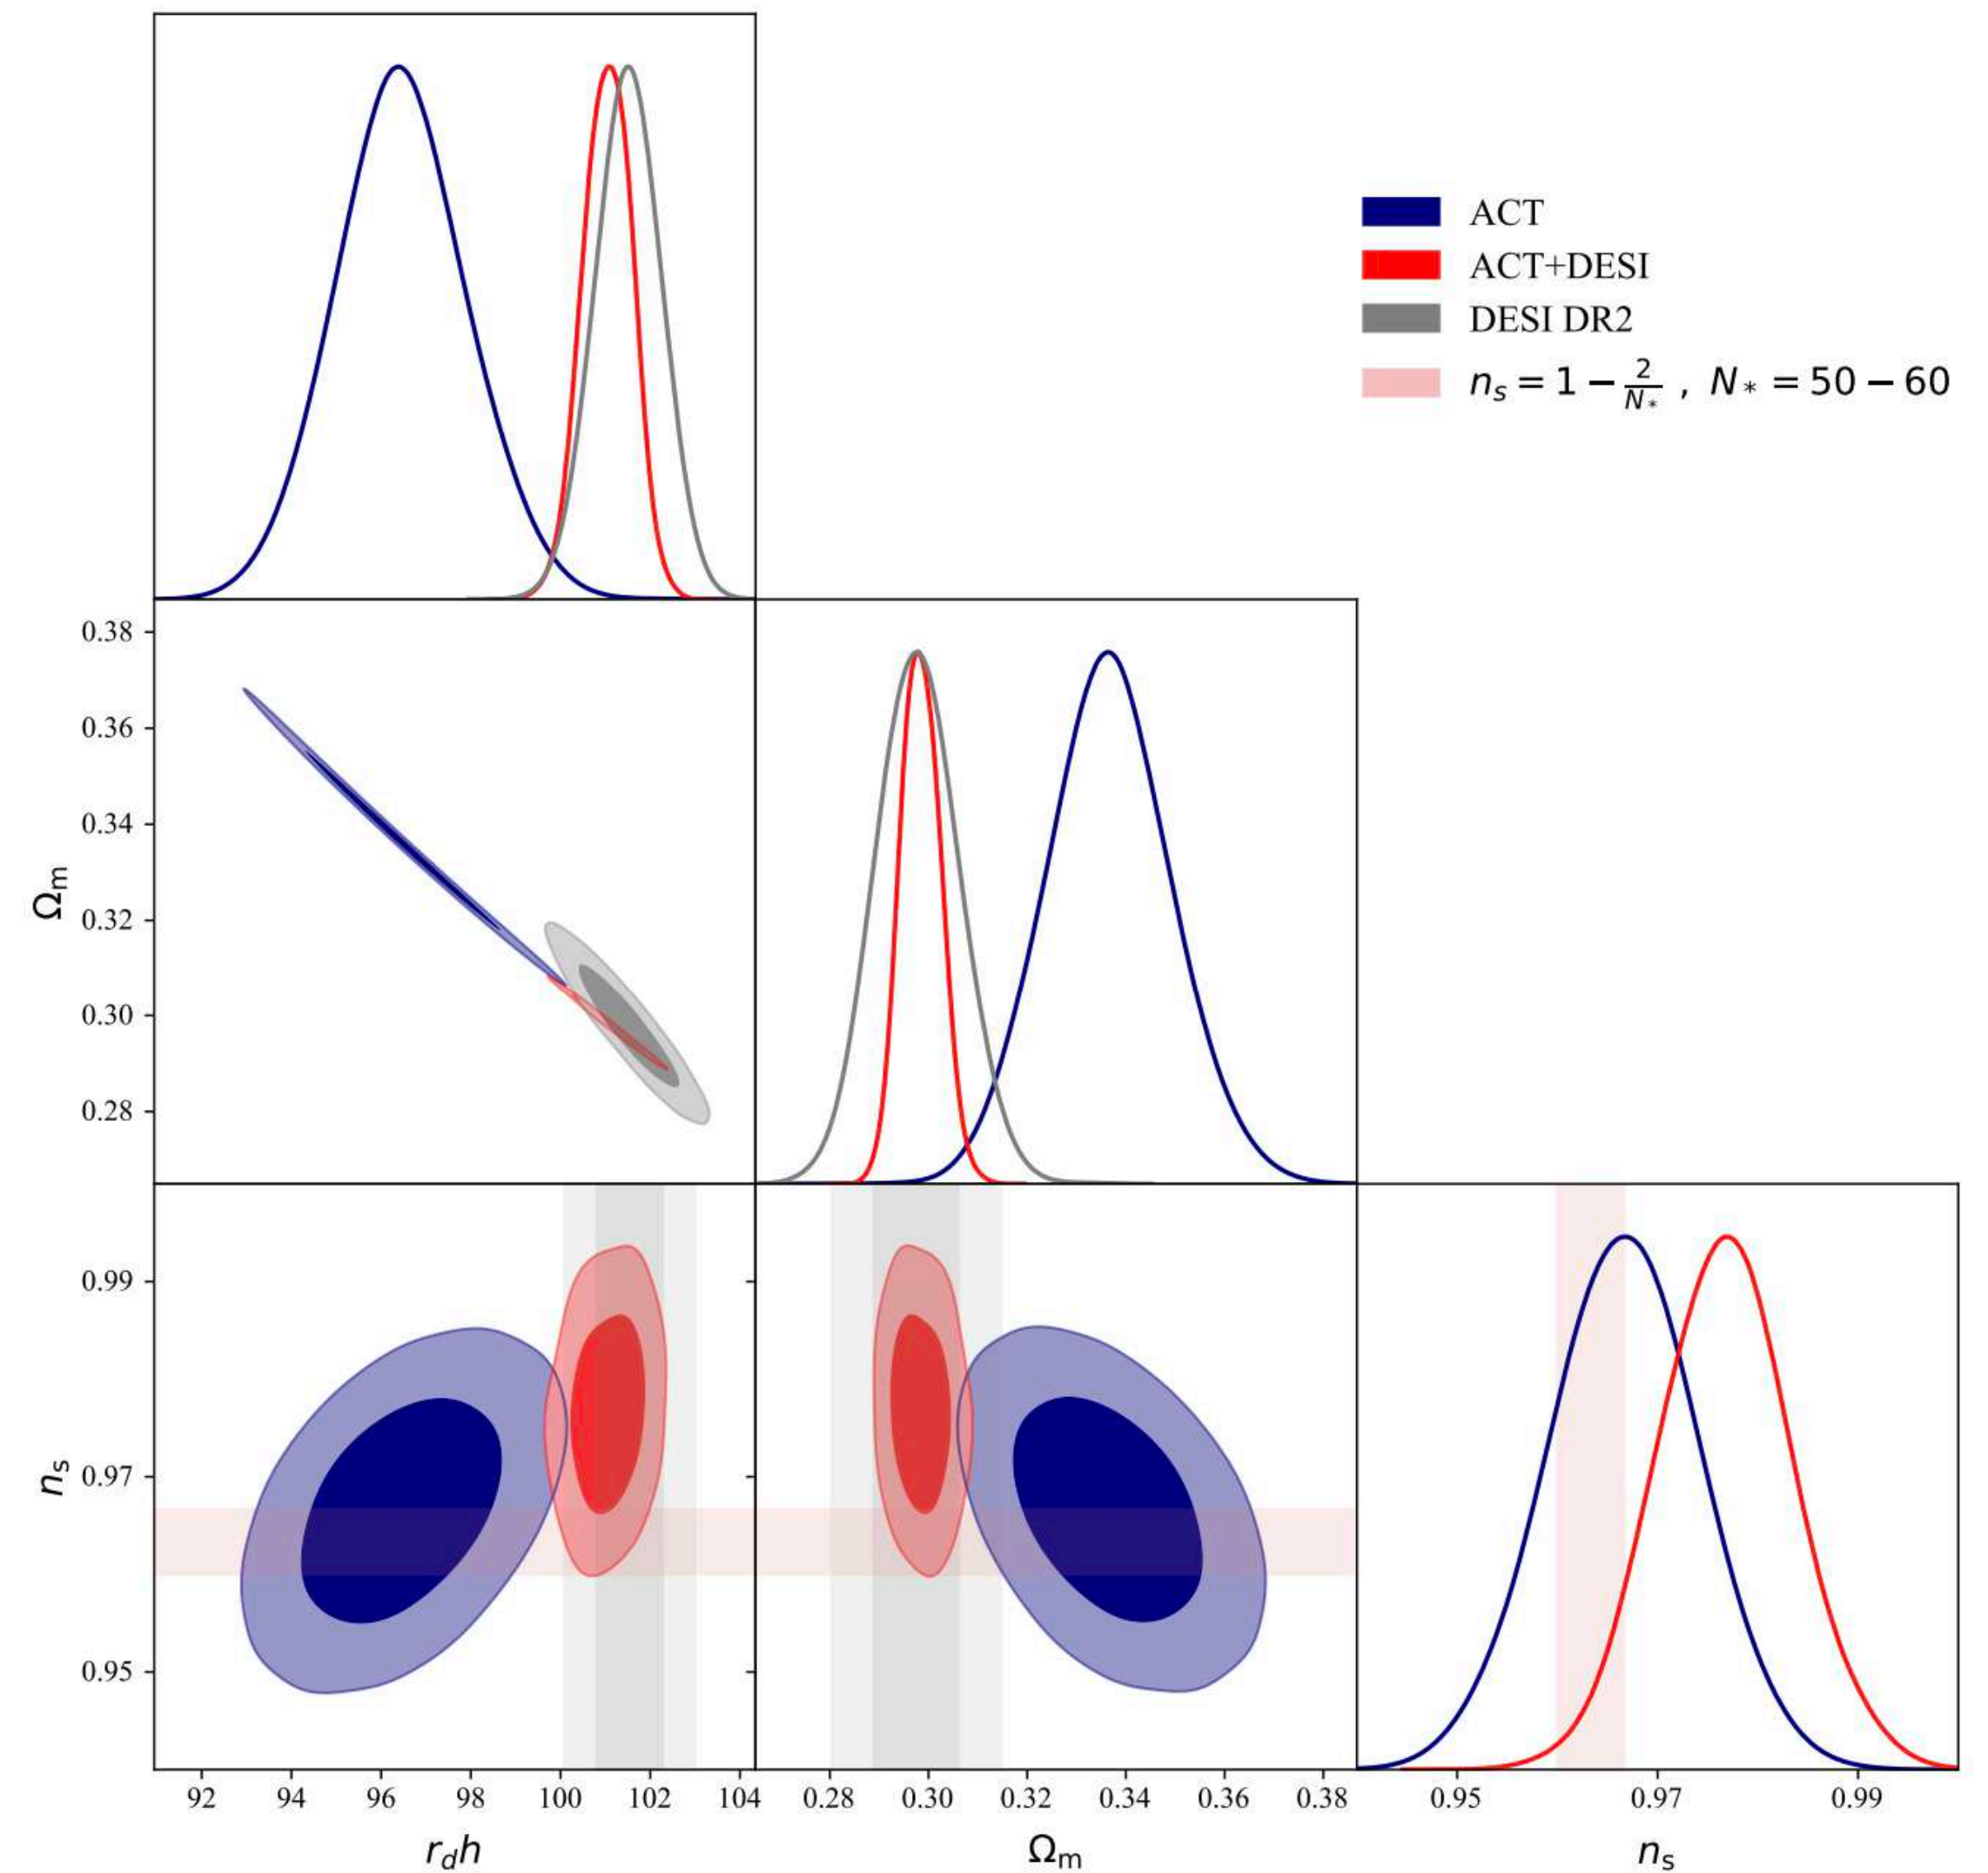 ACT
ACT+DESI
DESI DR2
n_s = 1 − 2/N_* , N_* = 50 − 60
0.38
0.36
0.34
0.32
0.30
0.28
Ω_m
0.99
0.97
0.95
n_s
92 94 96 98 100 102 104 0.28 0.30 0.32 0.34 0.36 0.38 0.95 0.97 0.99
r_d h Ω_m n_s